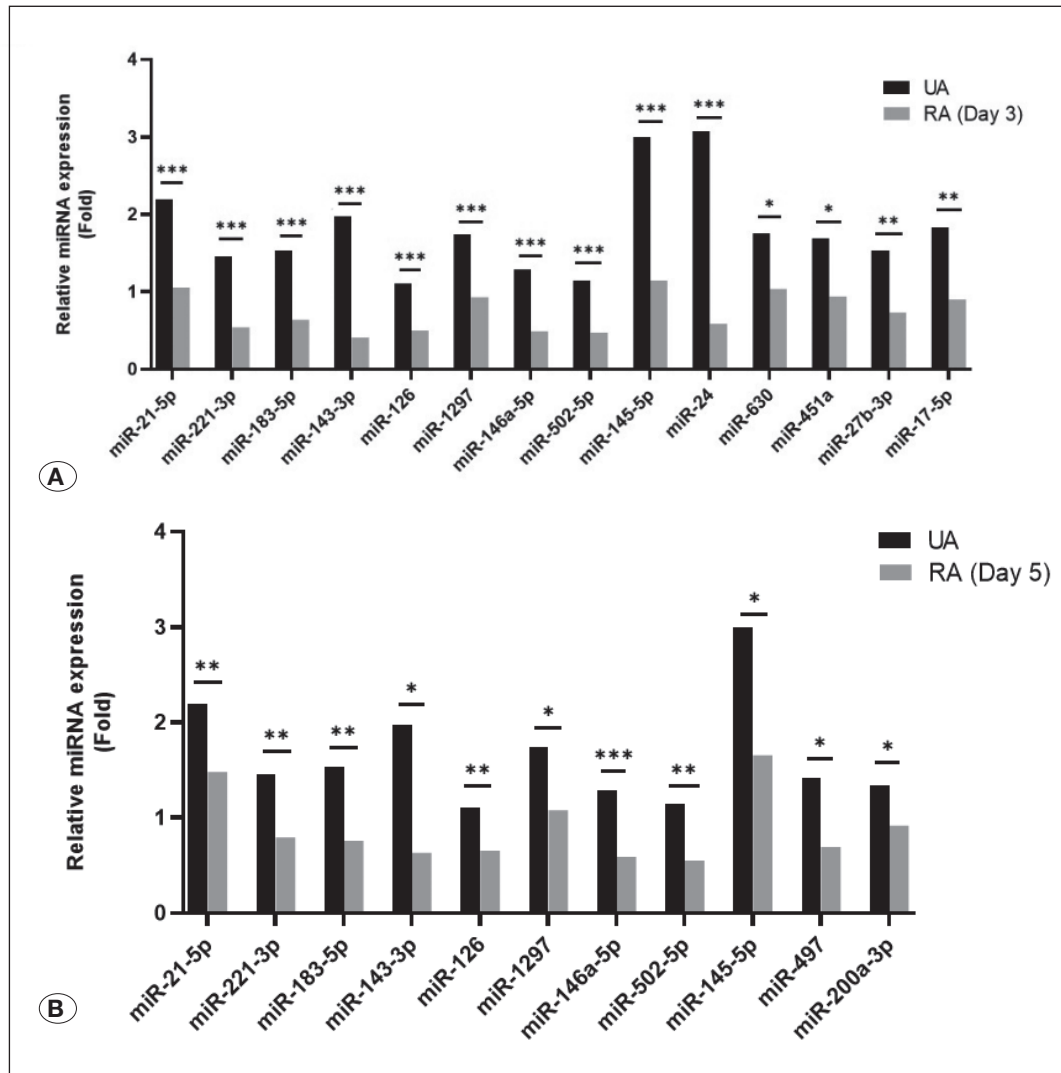 4
3
2
1
0
Relative miRNA expression
(Fold)
UA
RA (Day 3)
*** *** *** *** *** *** *** *** *** *** * * ** **
miR-21-5p
miR-221-3p
miR-183-5p
miR-143-3p
miR-126
miR-1297
miR-146a-5p
miR-502-5p
miR-145-5p
miR-24
miR-630
miR-451a
miR-27b-3p
miR-17-5p
A
4
3
2
1
0
Relative miRNA expression
(Fold)
UA
RA (Day 5)
** ** ** * ** * *** ** * * *
miR-21-5p
miR-221-3p
miR-183-5p
miR-143-3p
miR-126
miR-1297
miR-146a-5p
miR-502-5p
miR-145-5p
miR-497
miR-200a-3p
B